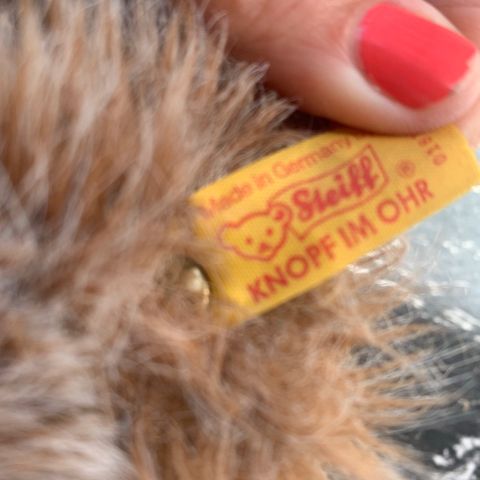 Made in Germany
Steiff ®
KNOPF IM OHR